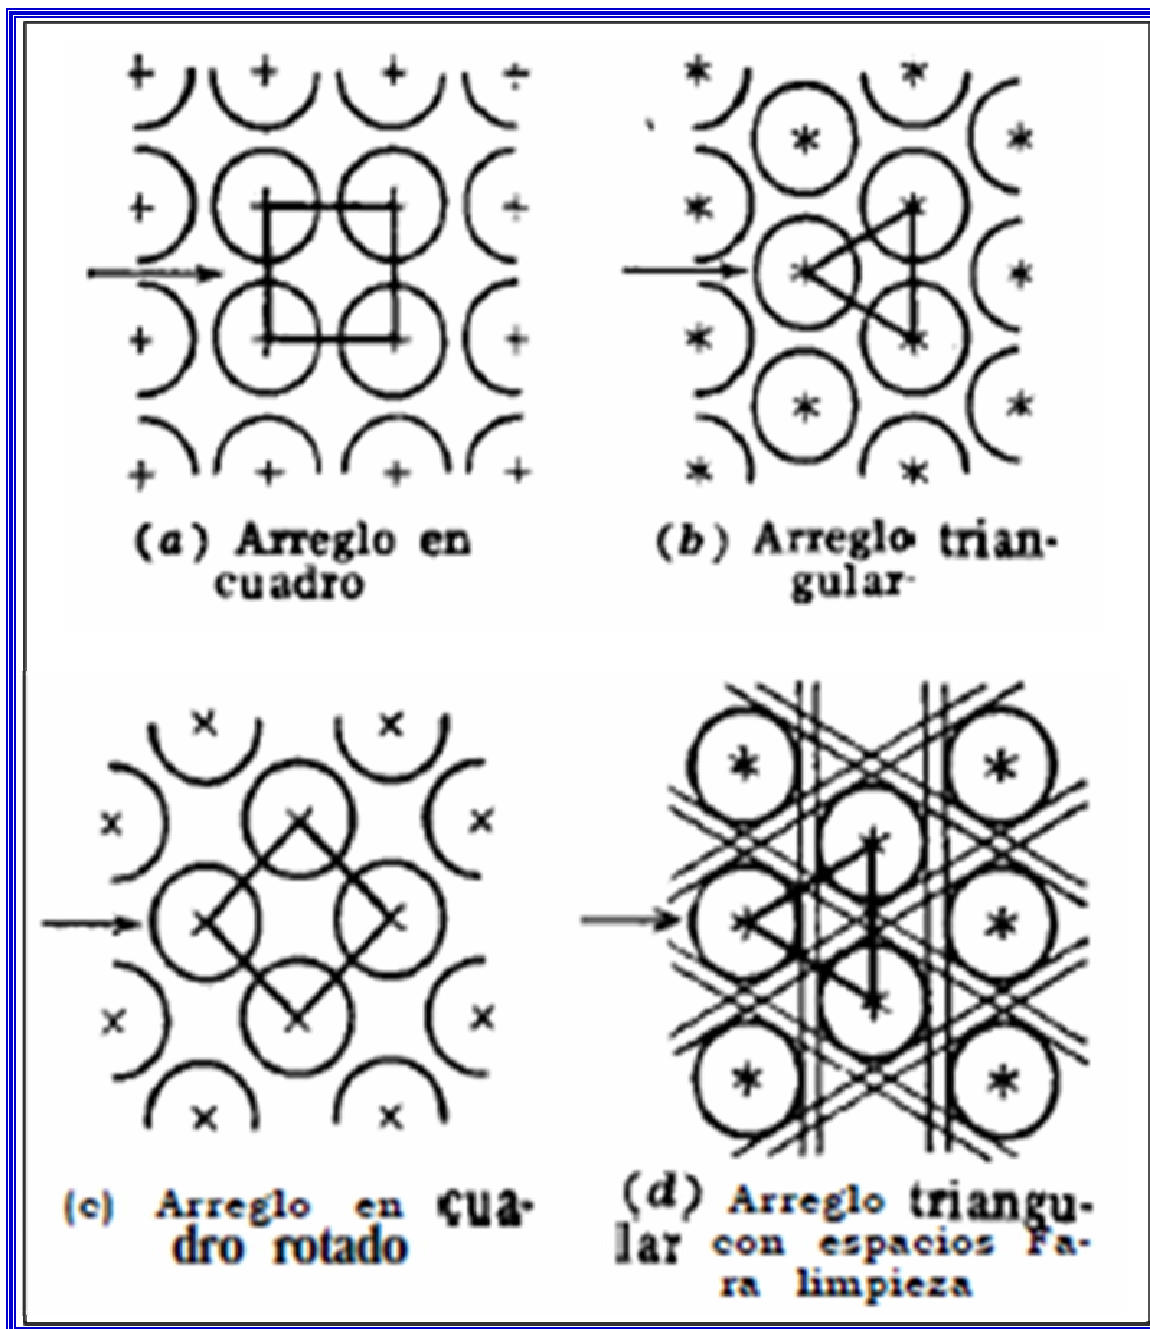 (a) Arreglo en
cuadro
(b) Arreglo trian-
gular
(c) Arreglo en cua-
dro rotado
(d) Arreglo triangu-
lar con espacios Fa-
ra limpieza